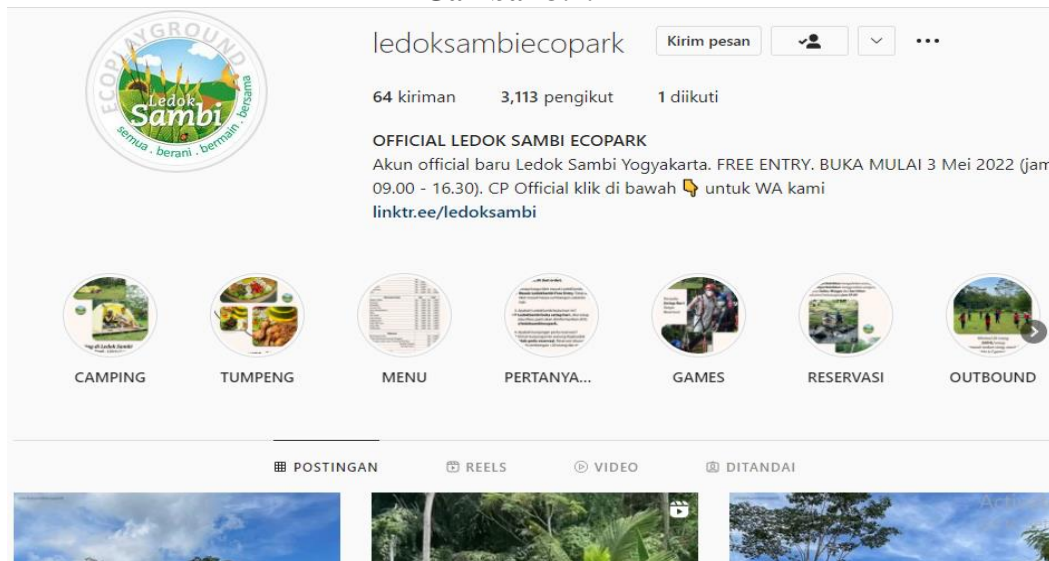 ECOPLAYGROUND
Ledok
Sambi
semua . berani . bermain . bersama
ledoksambiecopark
Kirim pesan
64 kiriman 3,113 pengikut 1 diikuti
OFFICIAL LEDOK SAMBI ECOPARK
Akun official baru Ledok Sambi Yogyakarta. FREE ENTRY. BUKA MULAI 3 Mei 2022 (jam
09.00 - 16.30). CP Official klik di bawah 👇 untuk WA kami
linktr.ee/ledoksambi
CAMPING TUMPENG MENU PERTANYA... GAMES RESERVASI OUTBOUND
POSTINGAN REELS VIDEO DITANDAI